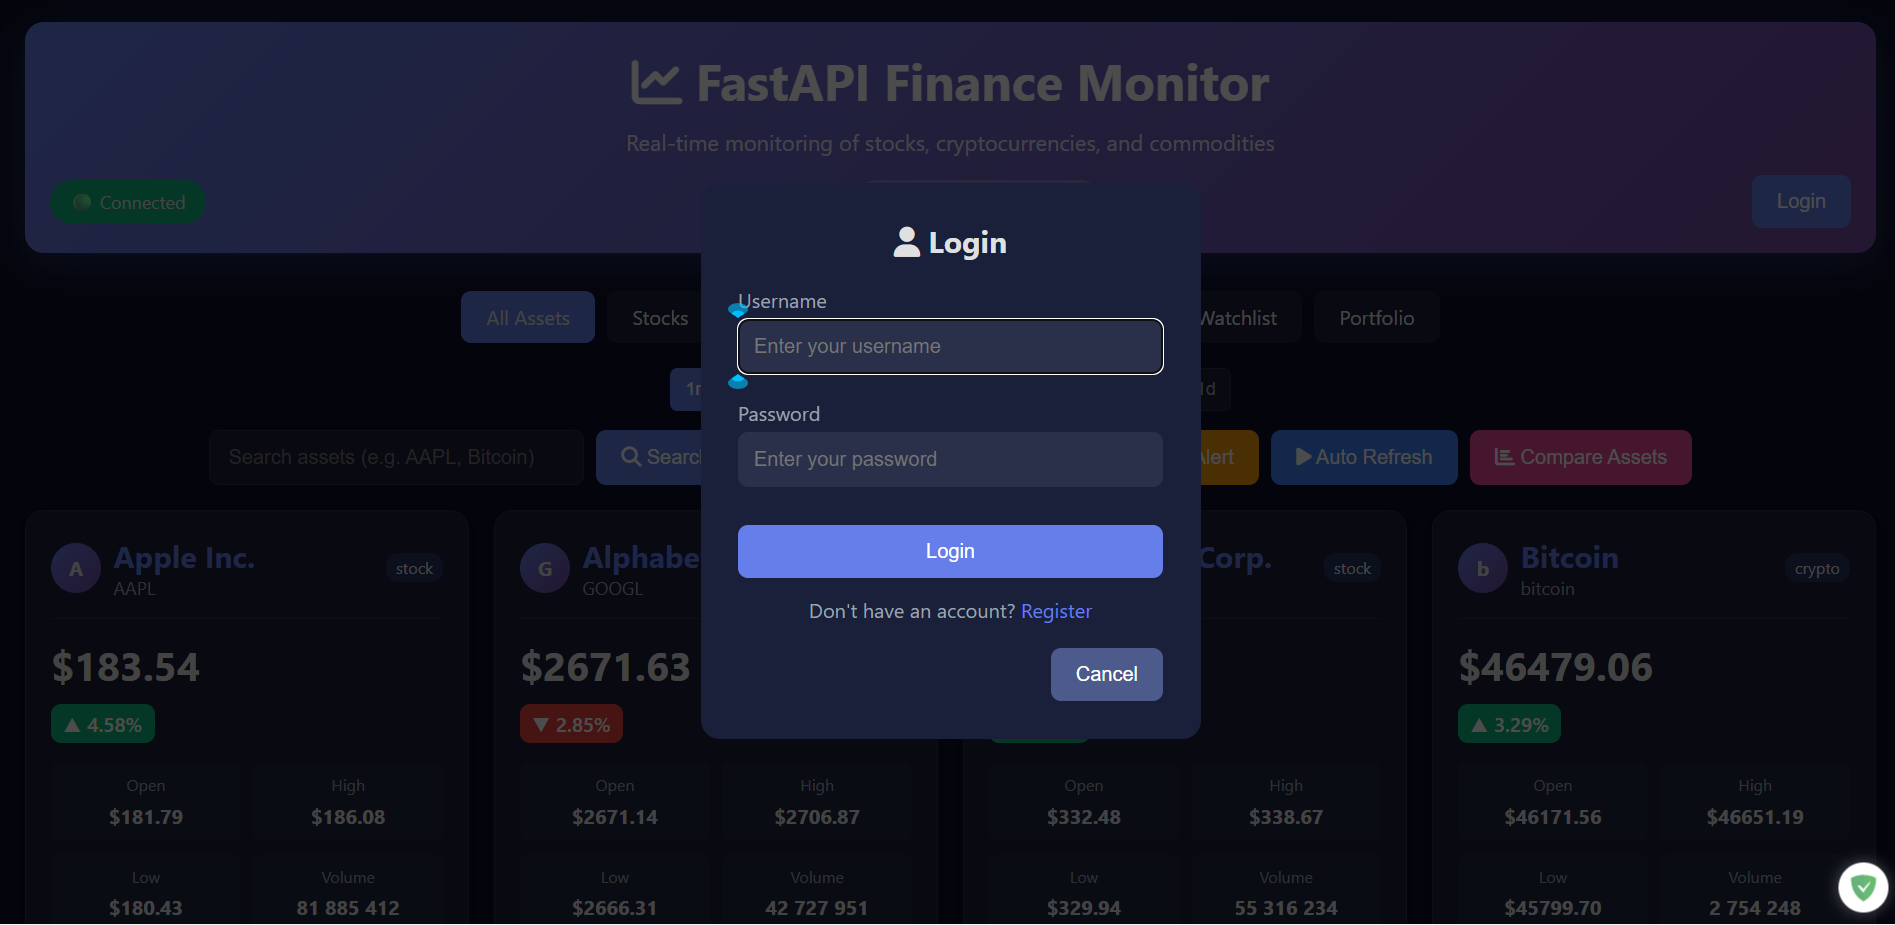 FastAPI Finance Monitor
Real-time monitoring of stocks, cryptocurrencies, and commodities
Connected
Login
Login
Username
Enter your username
Password
Enter your password
Login
Don't have an account? Register
Cancel
All Assets
Stocks
Watchlist
Portfolio
Search assets (e.g. AAPL, Bitcoin)
Auto Refresh
Compare Assets
A
Apple Inc.
AAPL
stock
$183.54
▲ 4.58%
Open
$181.79
High
$186.08
Low
$180.43
Volume
81 885 412
G
GOOGL
$2671.63
▼ 2.85%
Open
$2671.14
High
$2706.87
Low
$2666.31
Volume
42 727 951
Corp.
stock
Open
$332.48
High
$338.67
Low
$329.94
Volume
55 316 234
b
Bitcoin
bitcoin
crypto
$46479.06
▲ 3.29%
Open
$46171.56
High
$46651.19
Low
$45799.70
Volume
2 754 248